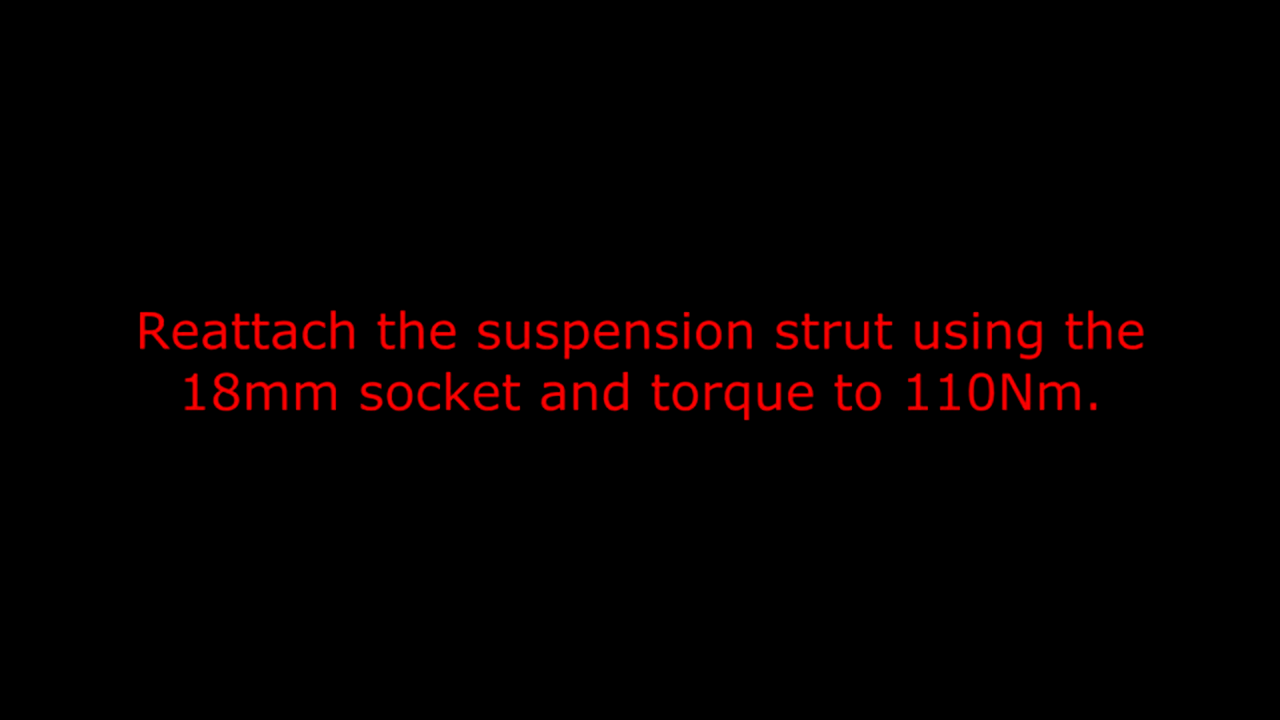 Reattach the suspension strut using the
18mm socket and torque to 110Nm.